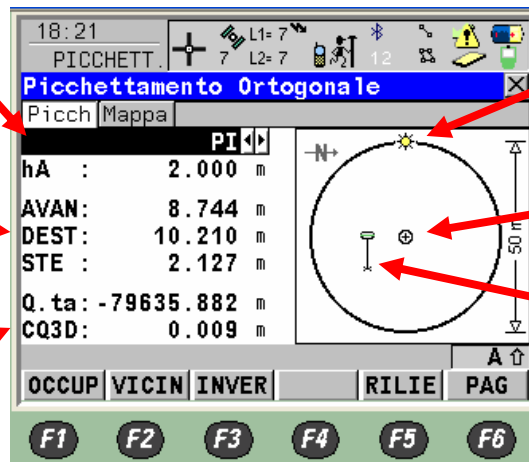 18:21
PICCHETT.
7 L1= 7
L2= 7
12
Picchettamento Ortogonale
Picch Mappa
PI
hA : 2.000 m
AVAN: 8.744 m
DEST: 10.210 m
STE : 2.127 m
Q.ta:-79635.882 m
CQ3D: 0.009 m
N
50 m
A
OCCUP VICIN INVER RILIE PAG
F1 F2 F3 F4 F5 F6